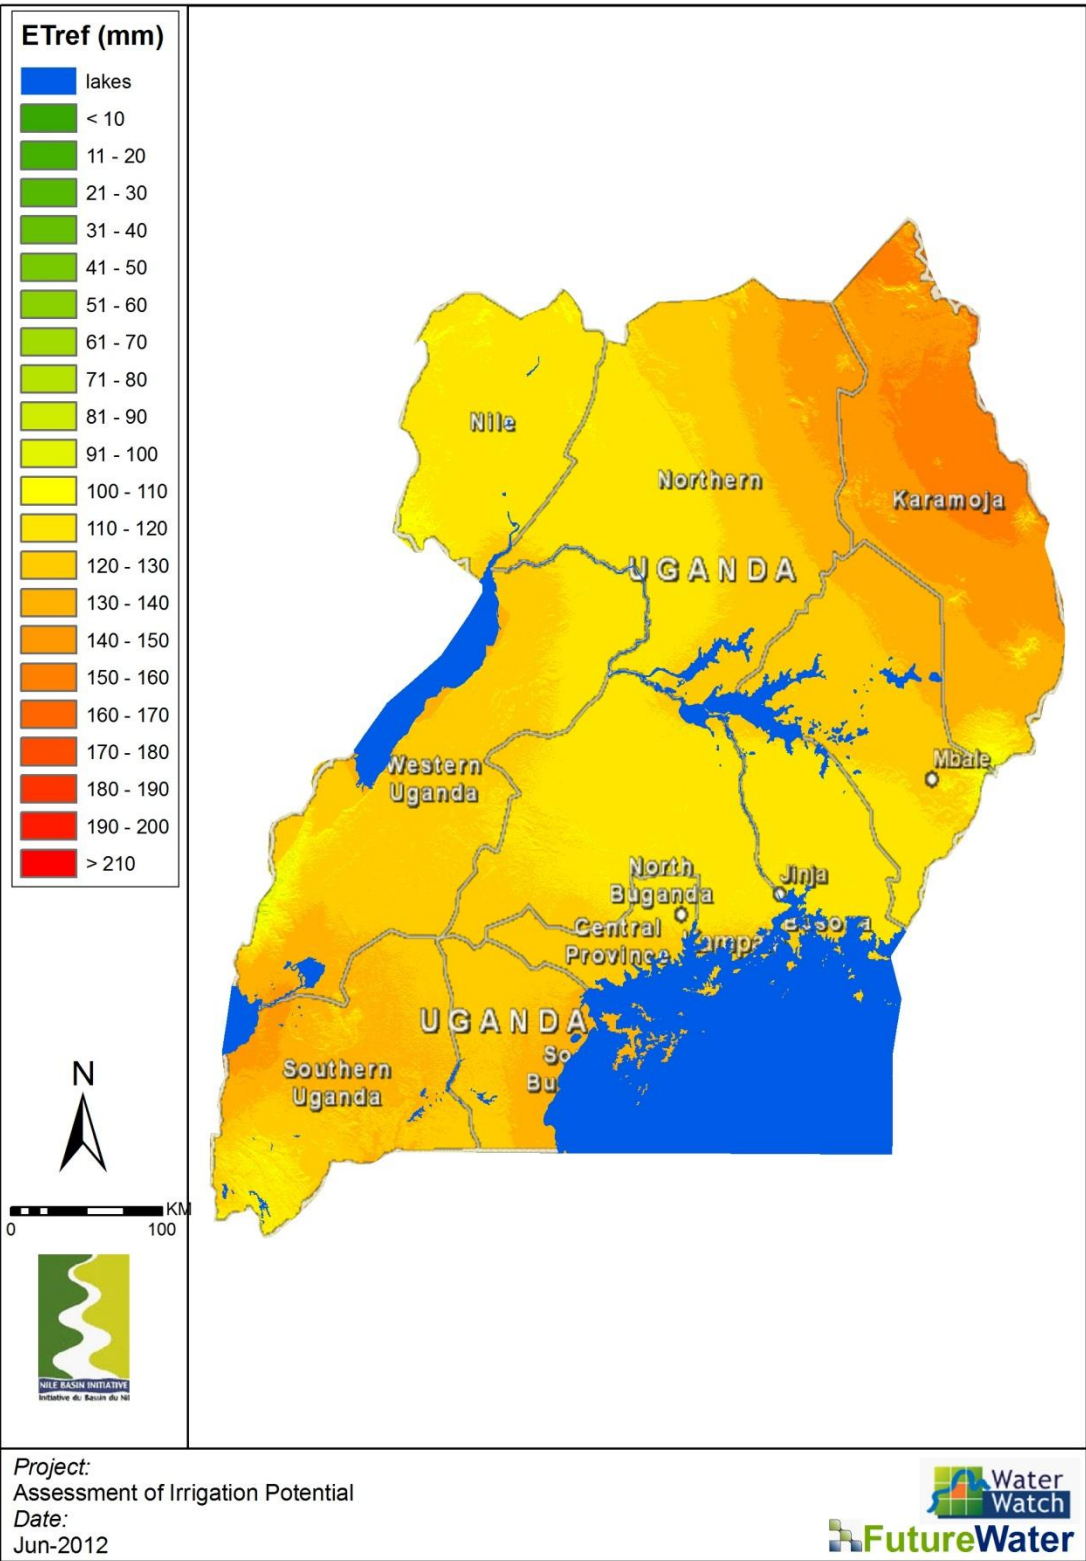 ETref (mm)
lakes
< 10
11 - 20
21 - 30
31 - 40
41 - 50
51 - 60
61 - 70
71 - 80
81 - 90
91 - 100
100 - 110
110 - 120
120 - 130
130 - 140
140 - 150
150 - 160
160 - 170
170 - 180
180 - 190
190 - 200
> 210
Nile
Northern
Karamoja
UGANDA
Western
Uganda
Mbale
North
Buganda
Jinja
Central
Province
UGANDA
So
Bu
Southern
Uganda
N
KM
0 100
NILE BASIN INITIATIVE
Initiative du Bassin du Nil
Project:
Assessment of Irrigation Potential
Date:
Jun-2012
Water
Watch
FutureWater